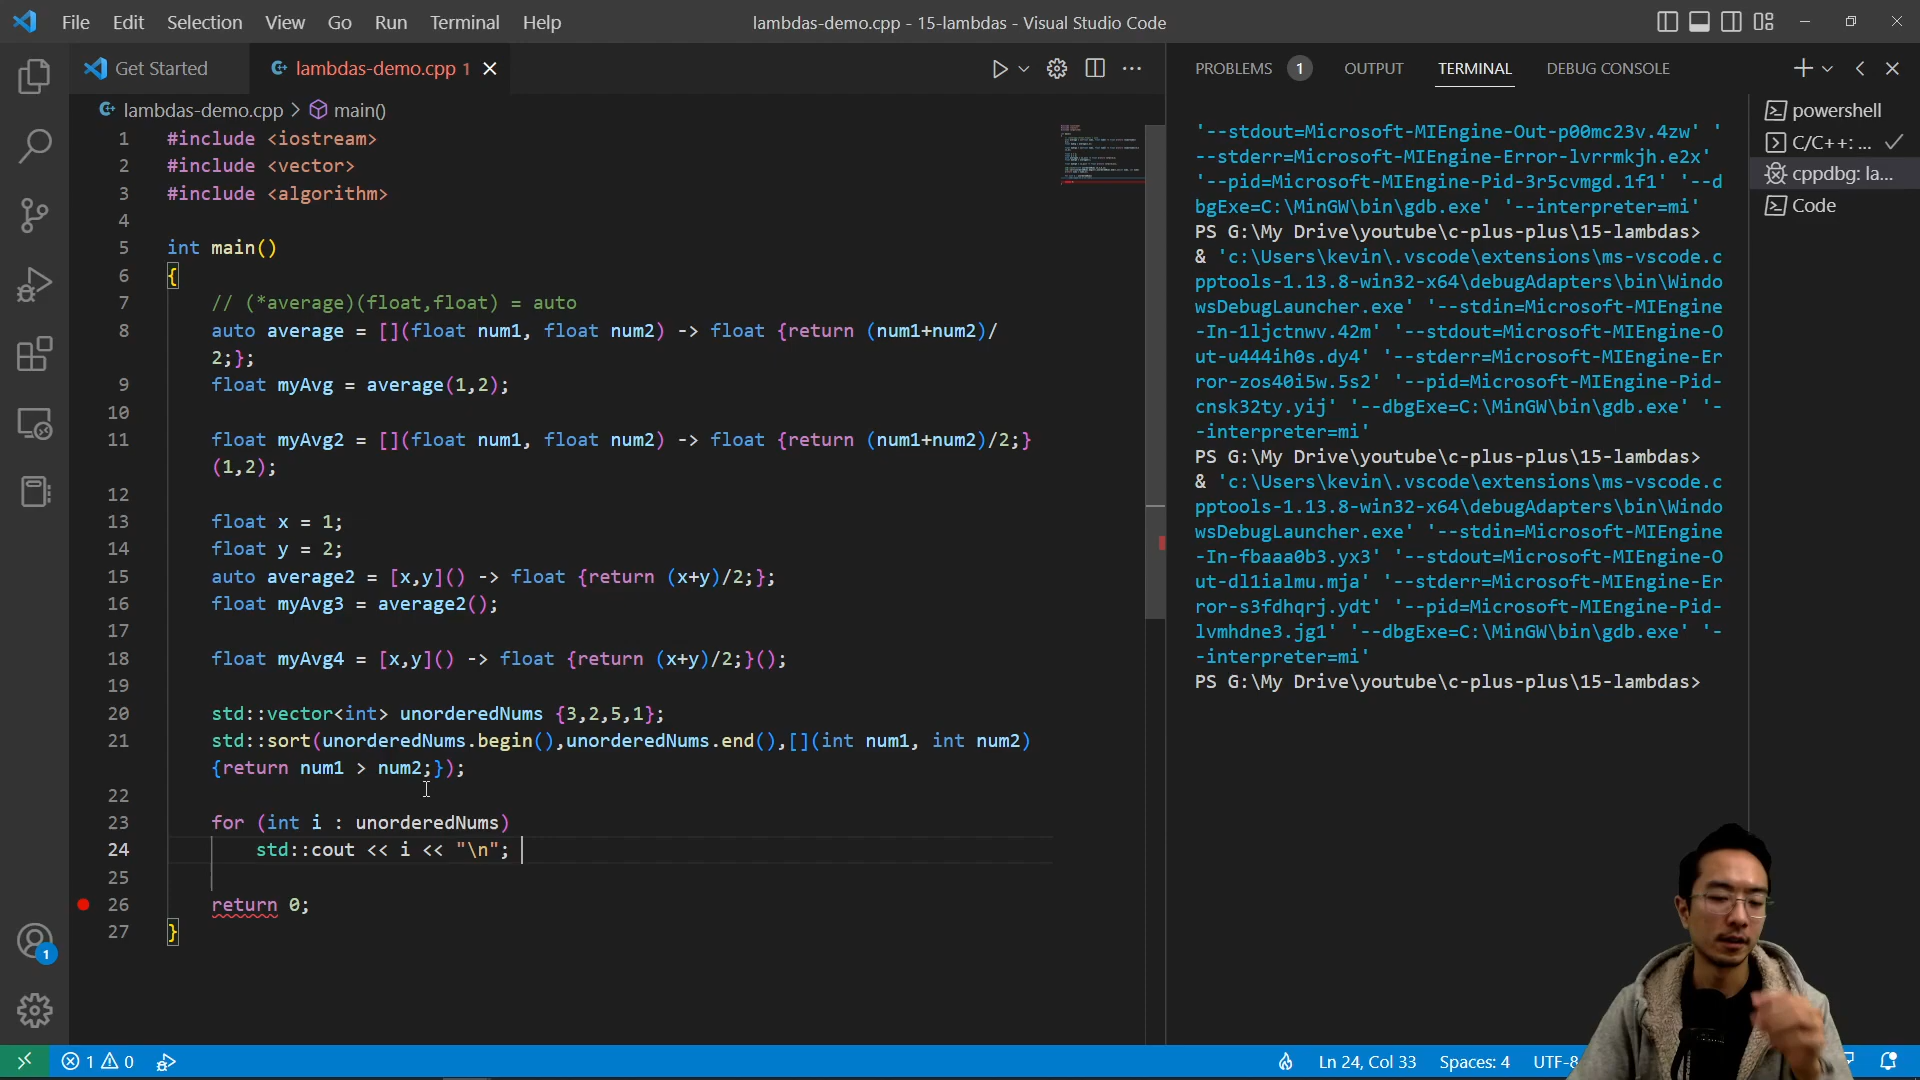 File Edit Selection View Go Run Terminal Help
lambdas-demo.cpp - 15-lambdas - Visual Studio Code
Get Started
lambdas-demo.cpp 1
lambdas-demo.cpp > main()
1 #include <iostream>
2 #include <vector>
3 #include <algorithm>
4
5 int main()
6 {
7 // (*average)(float,float) = auto
8 auto average = [](float num1, float num2) -> float {return (num1+num2)/
2;};
9 float myAvg = average(1,2);
10
11 float myAvg2 = [](float num1, float num2) -> float {return (num1+num2)/2;}
(1,2);
12
13 float x = 1;
14 float y = 2;
15 auto average2 = [x,y]() -> float {return (x+y)/2;};
16 float myAvg3 = average2();
17
18 float myAvg4 = [x,y]() -> float {return (x+y)/2;}();
19
20 std::vector<int> unorderedNums {3,2,5,1};
21 std::sort(unorderedNums.begin(),unorderedNums.end(),[](int num1, int num2)
{return num1 > num2;});
22
23 for (int i : unorderedNums)
24 std::cout << i << "\n";
25
26 return 0;
27 }
PROBLEMS 1 OUTPUT TERMINAL DEBUG CONSOLE
'--stdout=Microsoft-MIEngine-Out-p00mc23v.4zw' '
--stderr=Microsoft-MIEngine-Error-lvrrmkjh.e2x'
'--pid=Microsoft-MIEngine-Pid-3r5cvmgd.1f1' '--d
bgExe=C:\MinGW\bin\gdb.exe' '--interpreter=mi'
PS G:\My Drive\youtube\c-plus-plus\15-lambdas>
& 'c:\Users\kevin\.vscode\extensions\ms-vscode.c
pptools-1.13.8-win32-x64\debugAdapters\bin\Windo
wsDebugLauncher.exe' '--stdin=Microsoft-MIEngine
-In-1ljctnwv.42m' '--stdout=Microsoft-MIEngine-O
ut-u444ih0s.dy4' '--stderr=Microsoft-MIEngine-Er
ror-zos40i5w.5s2' '--pid=Microsoft-MIEngine-Pid-
cnsk32ty.yij' '--dbgExe=C:\MinGW\bin\gdb.exe' '-
-interpreter=mi'
PS G:\My Drive\youtube\c-plus-plus\15-lambdas>
& 'c:\Users\kevin\.vscode\extensions\ms-vscode.c
pptools-1.13.8-win32-x64\debugAdapters\bin\Windo
wsDebugLauncher.exe' '--stdin=Microsoft-MIEngine
-In-fbaaa0b3.yx3' '--stdout=Microsoft-MIEngine-O
ut-dl1ialmu.mja' '--stderr=Microsoft-MIEngine-Er
ror-s3fdhqrj.ydt' '--pid=Microsoft-MIEngine-Pid-
lvmhdne3.jg1' '--dbgExe=C:\MinGW\bin\gdb.exe' '-
-interpreter=mi'
PS G:\My Drive\youtube\c-plus-plus\15-lambdas>
powershell
C/C++: ...
cppdbg: la...
Code
1
1 0
Ln 24, Col 33 Spaces: 4 UTF-8